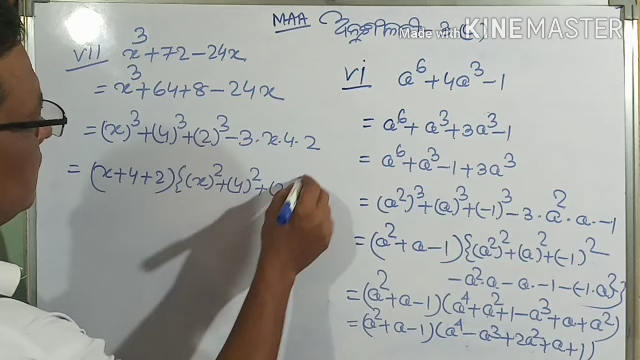 MAA অনুশীলনী
Made with KINEMASTER
vii x³+72-24x
= x³+64+8-24x
= (x)³+(4)³+(2)³-3·x·4·2
= (x+4+2){(x)²+(4)²+(2
vi a⁶+4a³-1
= a⁶+a³+3a³-1
= a⁶+a³-1+3a³
= (a²)³+(a)³+(-1)³-3·a²·a·-1
= (a²+a-1){(a²)²+(a)²+(-1)²
-a²·a-a·-1-(-1·a²)}
= (a²+a-1)(a⁴+a²+1-a³+a+a²)
= (a²+a-1)(a⁴-a³+2a²+a+1)